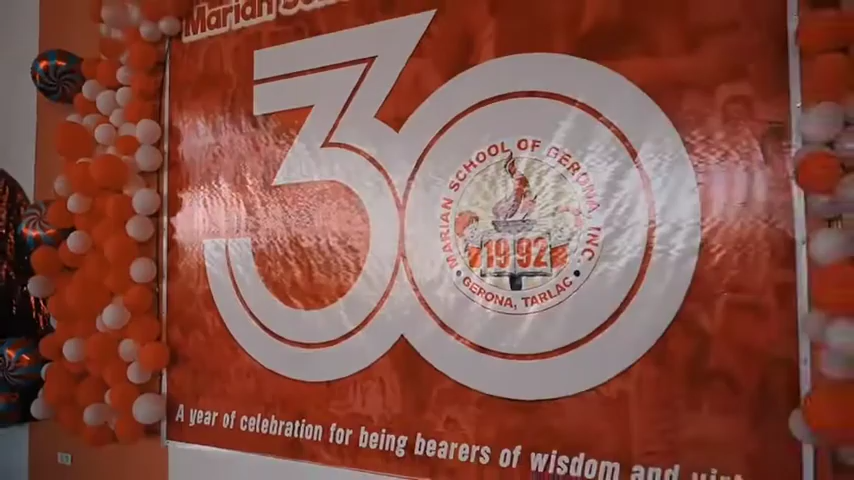 Marian
30
MARIAN SCHOOL OF GERONA INC.
1992
GERONA, TARLAC
A year of celebration for being bearers of wisdom and